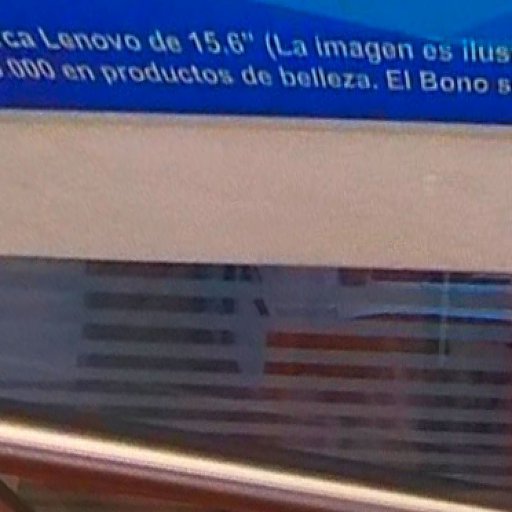 ca Lenovo de 15.6" (La imagen es ilus
.000 en productos de belleza. El Bono s